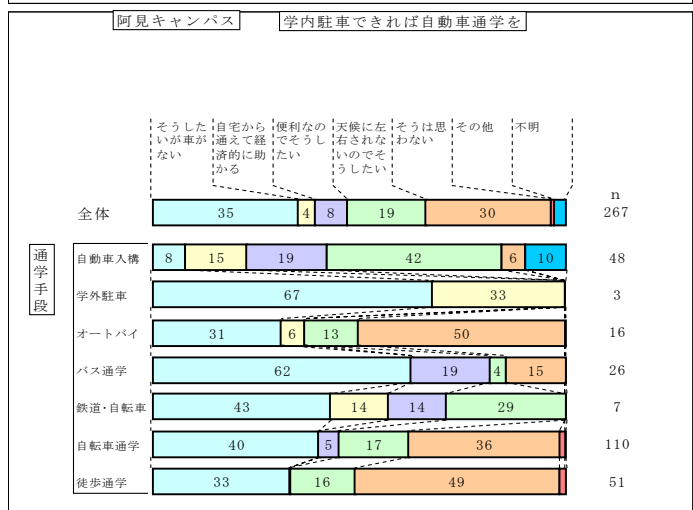 阿見キャンパス 学内駐車できれば自動車通学を
そうした
いが車が
ない
自宅から
通えて経
済的に助
かる
便利なの
でそうし
たい
天候に左
右されな
いのでそ
うしたい
そうは思
わない
その他
不明
n
全体 35 4 8 19 30 267
通学手段
自動車入構 8 15 19 42 6 10 48
学外駐車 67 33 3
オートバイ 31 6 13 50 16
バス通学 62 19 4 15 26
鉄道・自転車 43 14 14 29 7
自転車通学 40 5 17 36 110
徒歩通学 33 16 49 51